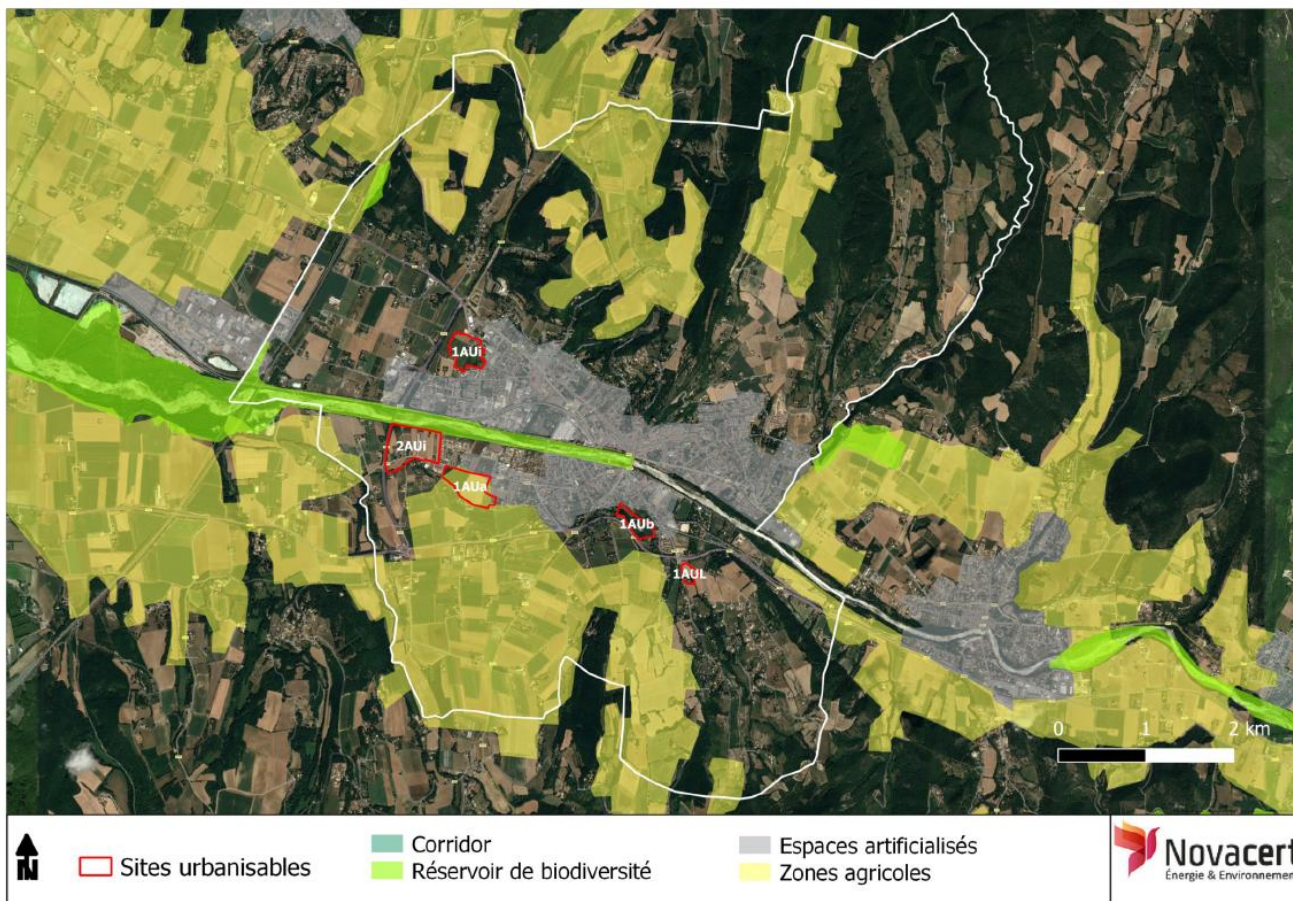 1AUi
2AUi
1AUa
1AUb
1AUL
0 1 2 km
N
Sites urbanisables
Corridor
Réservoir de biodiversité
Espaces artificialisés
Zones agricoles
Novacert
Énergie & Environnement